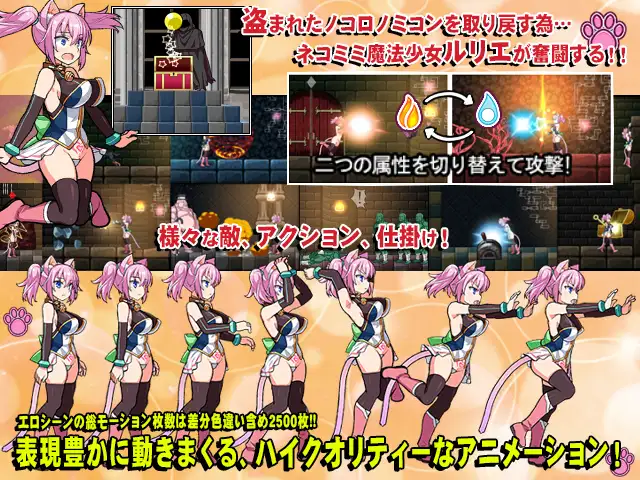 盗まれたノコロノミコンを取り戻す為…
ネコミミ魔法少女ルリエが奮闘する!!
二つの属性を切り替えて攻撃!
様々な敵、アクション、仕掛け!
エロシーンの総モーション枚数は差分色違い含め2500枚!!
表現豊かに動きまくる、ハイクオリティーなアニメーション!